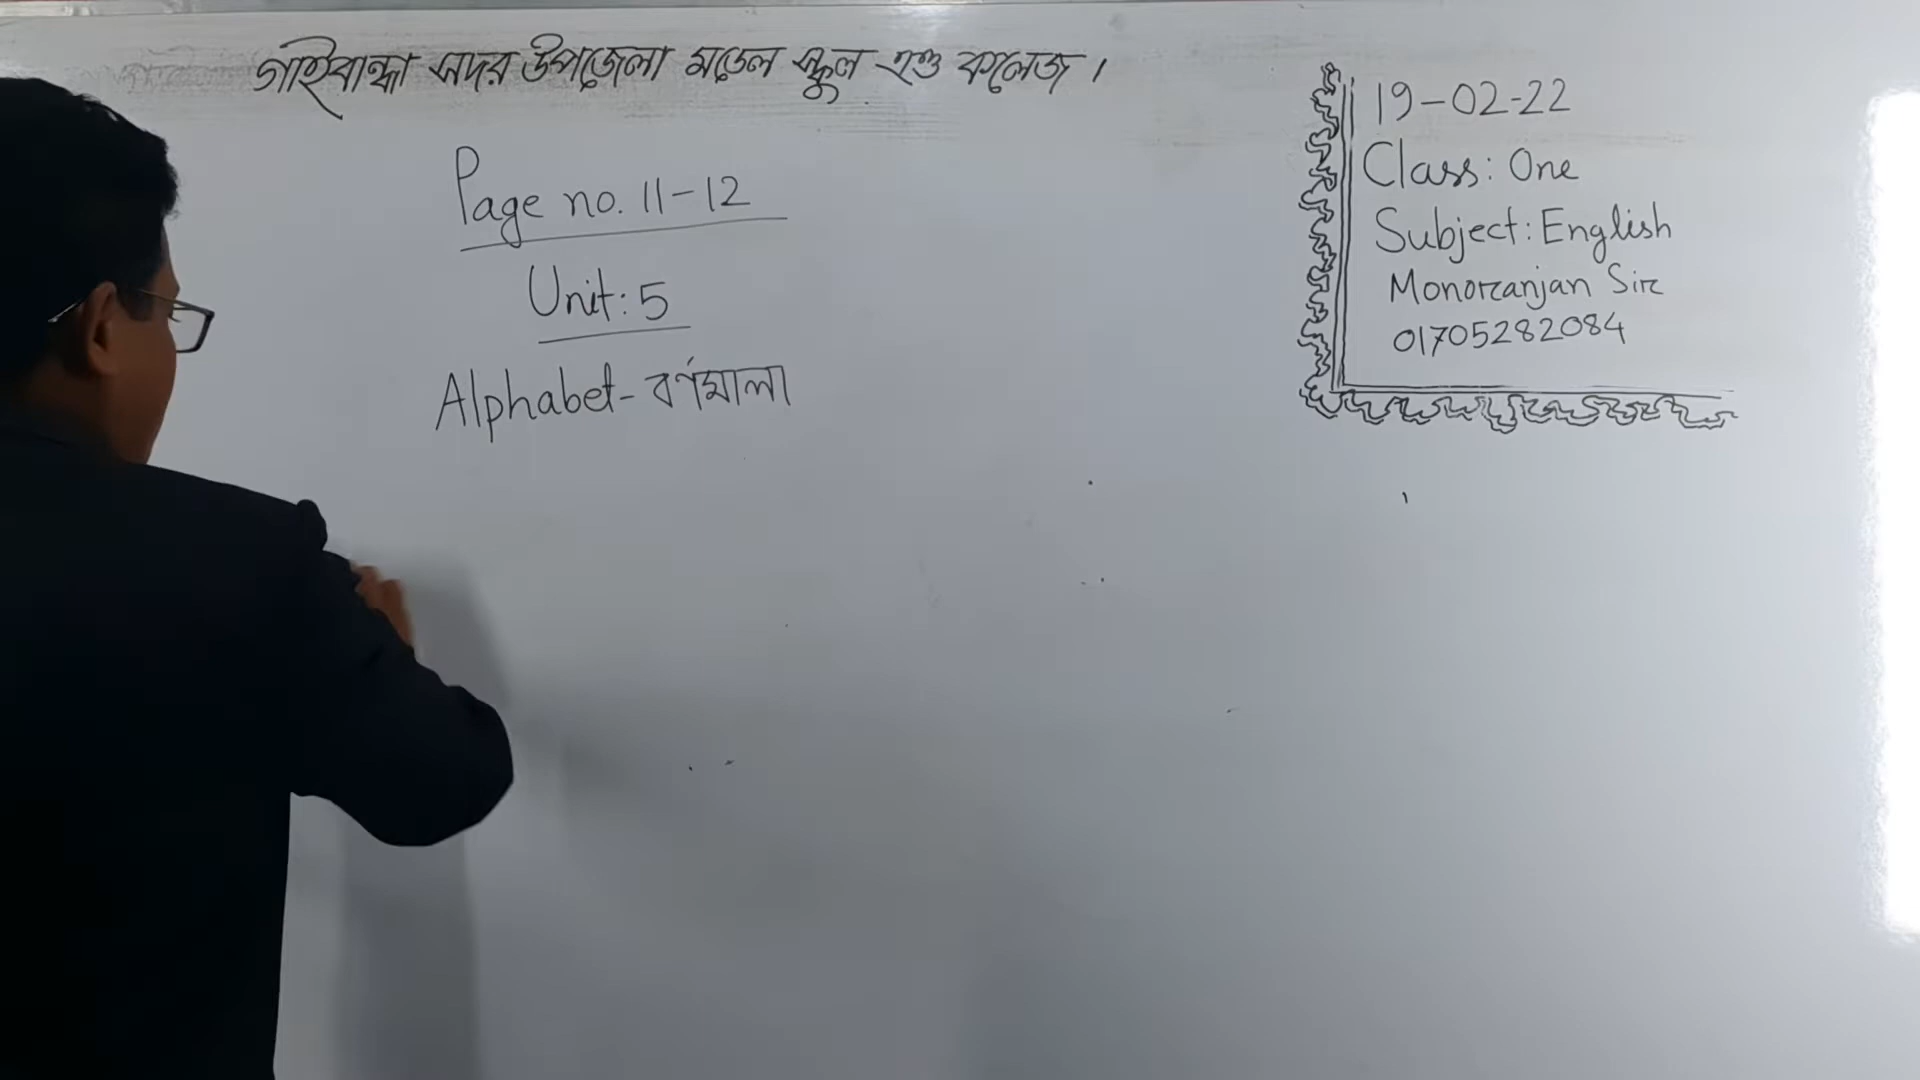 গাইবান্ধা সদর উপজেলা মডেল স্কুল এন্ড কলেজ।
Page no. 11-12
Unit: 5
Alphabet- বর্ণমালা
19-02-22
Class: One
Subject: English
Monoranjan Sir
01705282084